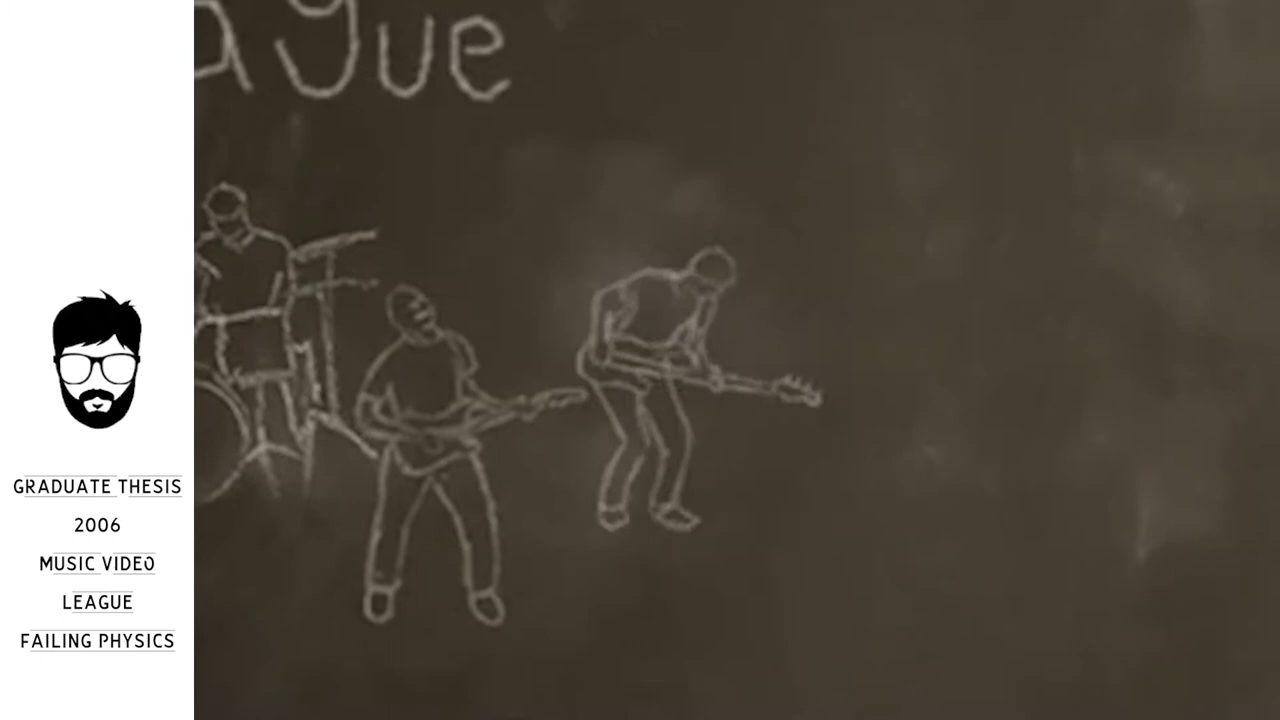 ague
GRADUATE THESIS
2006
MUSIC VIDEO
LEAGUE
FAILING PHYSICS